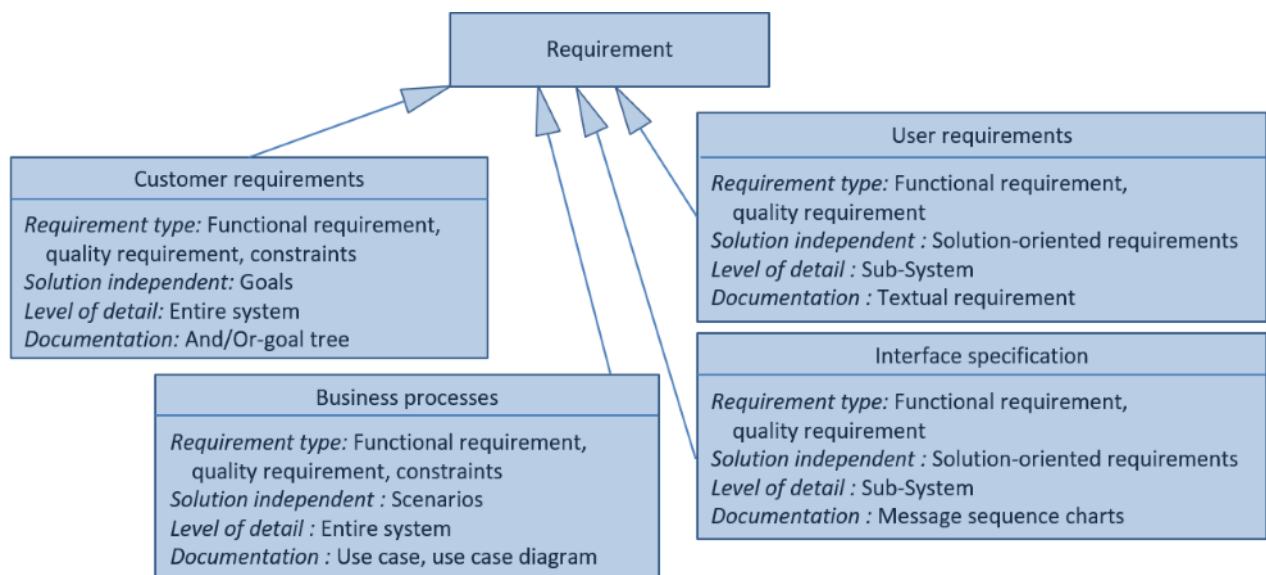 Requirement
Customer requirements
Requirement type: Functional requirement,
quality requirement, constraints
Solution independent: Goals
Level of detail: Entire system
Documentation: And/Or-goal tree
Business processes
Requirement type: Functional requirement,
quality requirement, constraints
Solution independent : Scenarios
Level of detail : Entire system
Documentation : Use case, use case diagram
User requirements
Requirement type: Functional requirement,
quality requirement
Solution independent : Solution-oriented requirements
Level of detail : Sub-System
Documentation : Textual requirement
Interface specification
Requirement type: Functional requirement,
quality requirement
Solution independent : Solution-oriented requirements
Level of detail : Sub-System
Documentation : Message sequence charts